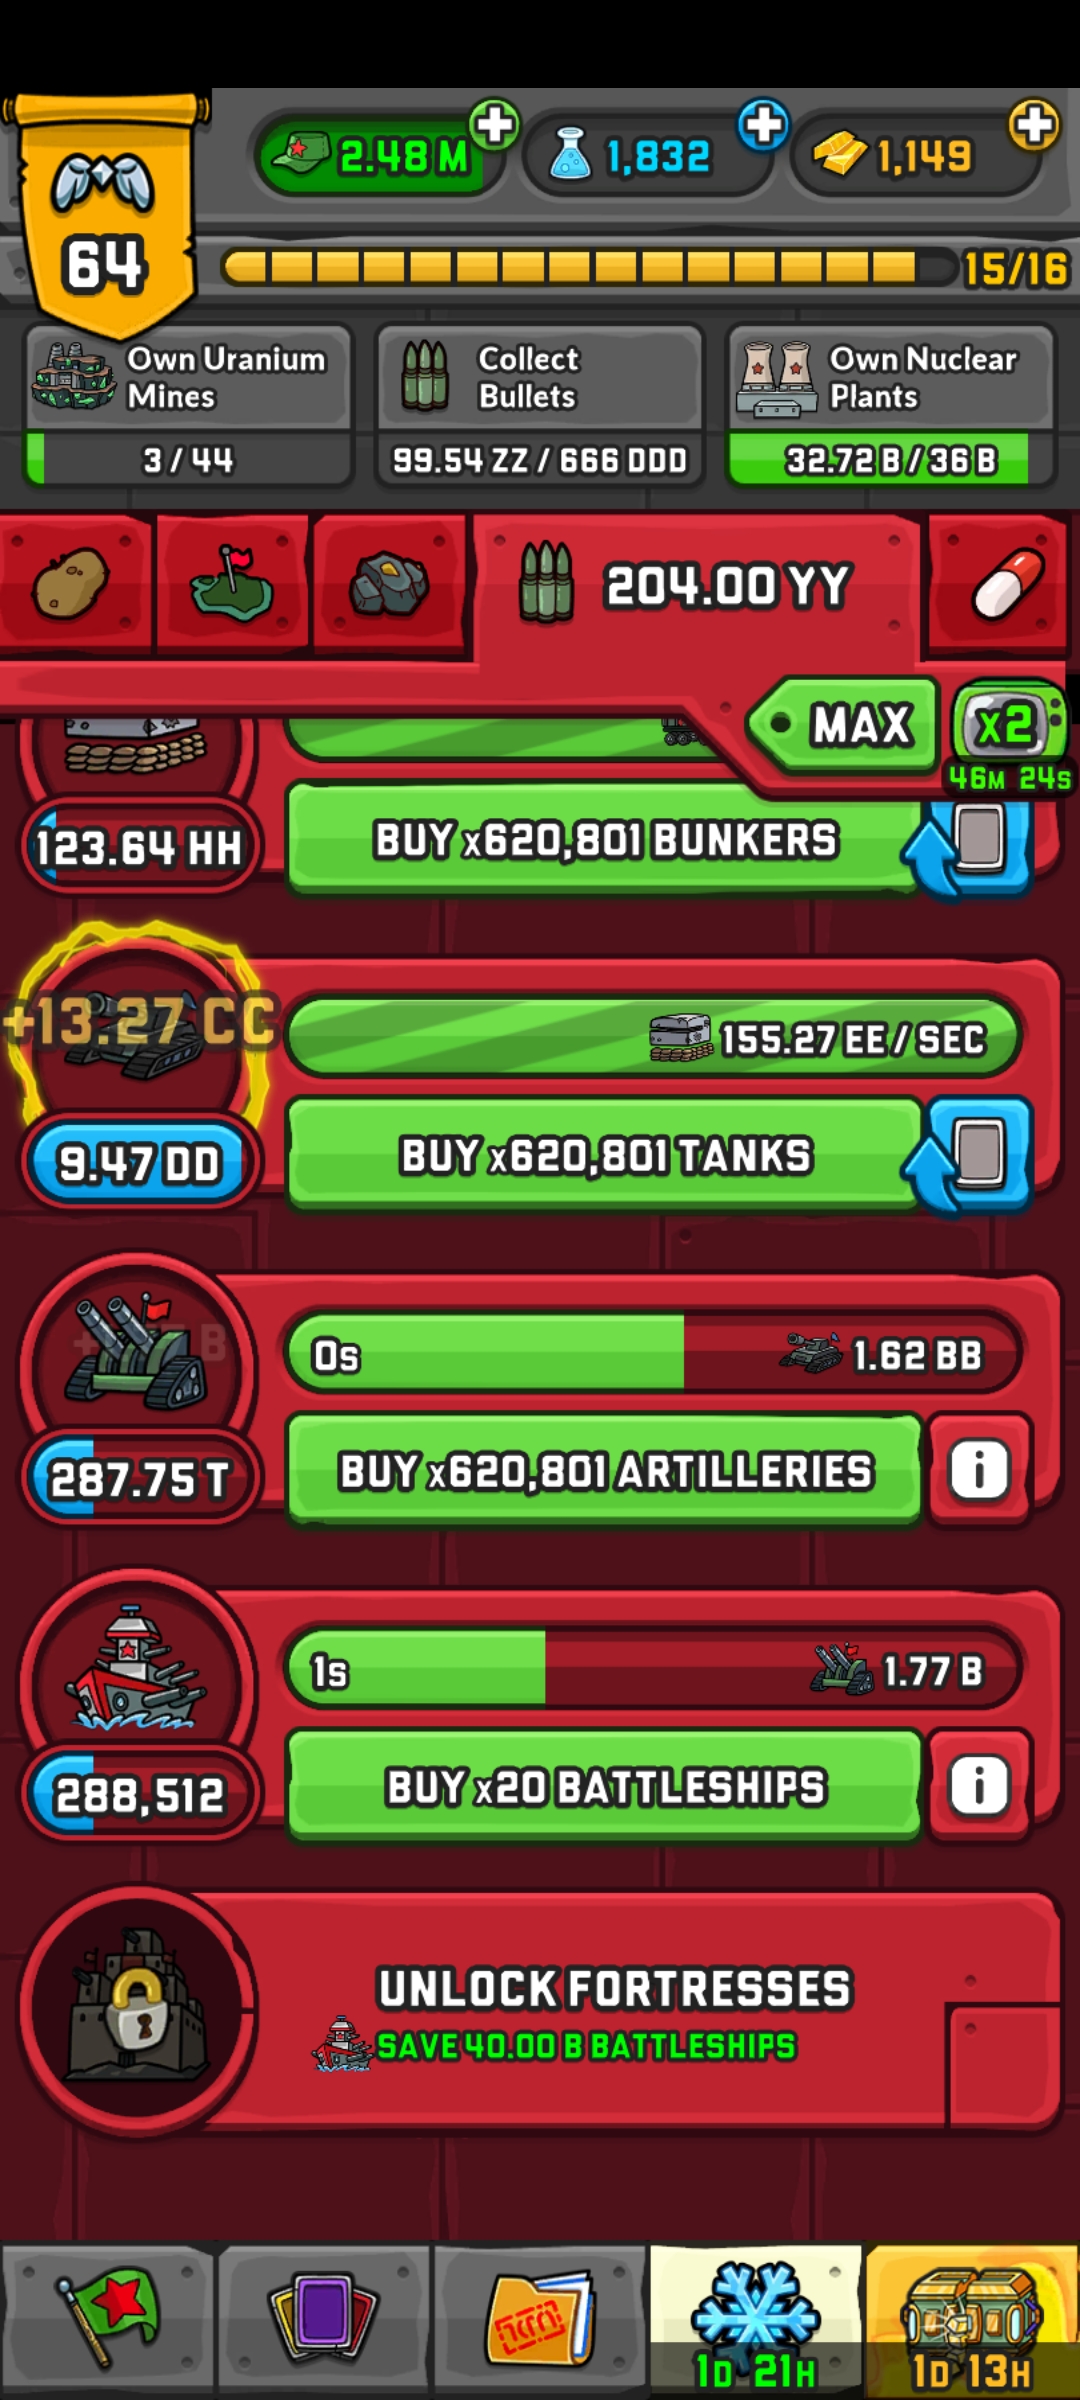 2.48 M
1,832
1,149
64
15/16
Own Uranium
Mines
3 / 44
Collect
Bullets
99.54 ZZ / 666 DDD
Own Nuclear
Plants
32.72 B / 36 B
204.00 YY
MAX
X2
46M 24S
123.64 HH
BUY x620,801 BUNKERS
+13.27 CC
155.27 EE / SEC
9.47 DD
BUY x620,801 TANKS
0s
1.62 BB
287.75 T
BUY x620,801 ARTILLERIES
1s
1.77 B
288,512
BUY x20 BATTLESHIPS
UNLOCK FORTRESSES
SAVE 40.00 B BATTLESHIPS
1D 21H
1D 13H